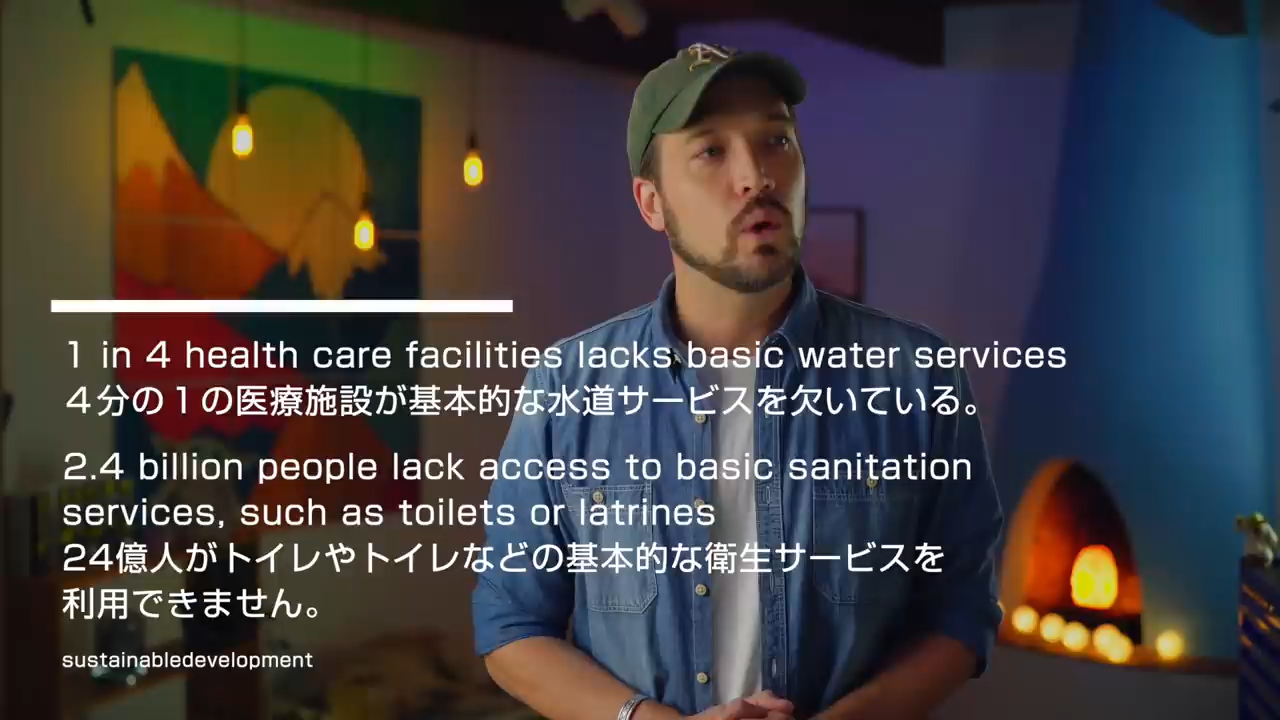 1 in 4 health care facilities lacks basic water services
４分の１の医療施設が基本的な水道サービスを欠いている。
2.4 billion people lack access to basic sanitation
services, such as toilets or latrines
24億人がトイレやトイレなどの基本的な衛生サービスを
利用できません。
sustainabledevelopment